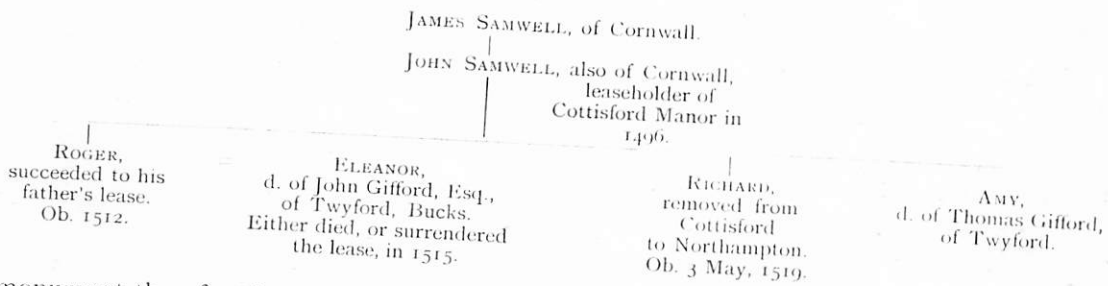 JAMES SAMWELL, of Cornwall.
JOHN SAMWELL, also of Cornwall,
leaseholder of
Cottisford Manor in
1496.
ROGER,
succeeded to his
father's lease.
Ob. 1512.
ELEANOR,
d. of John Gifford, Esq.,
of Twyford, Bucks.
Either died, or surrendered
the lease, in 1515.
RICHARD,
removed from
Cottisford
to Northampton.
Ob. 3 May, 1519.
AMY,
d. of Thomas Gifford,
of Twyford.